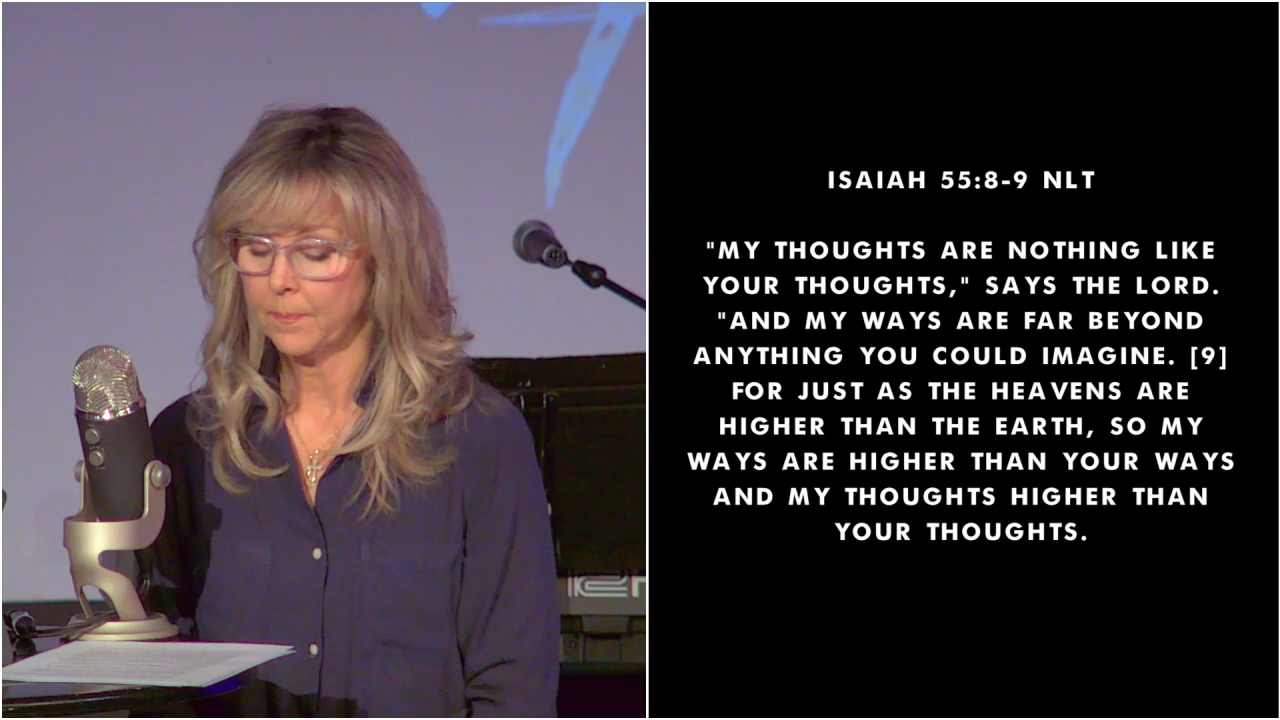 ISAIAH 55:8-9 NLT
"MY THOUGHTS ARE NOTHING LIKE
YOUR THOUGHTS," SAYS THE LORD.
"AND MY WAYS ARE FAR BEYOND
ANYTHING YOU COULD IMAGINE. [9]
FOR JUST AS THE HEAVENS ARE
HIGHER THAN THE EARTH, SO MY
WAYS ARE HIGHER THAN YOUR WAYS
AND MY THOUGHTS HIGHER THAN
YOUR THOUGHTS.